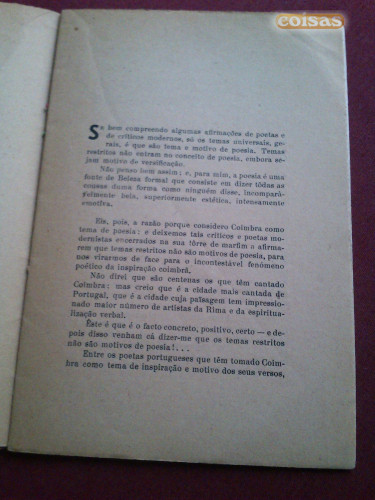 coisas
Se bem compreendo algumas afirmações de poetas e
de críticos modernos, só os temas universais, ge-
rais, é que são tema e motivo de poesia. Temas
restritos não entram no conceito de poesia, embora se-
jam motivo de versificação.
Não penso bem assim: e, para mim, a poesia é uma
fonte de Beleza formal que consiste em dizer tôdas as
cousas duma forma como ninguém disse, incomparà-
velmente bela, superiormente estética, intensamente
emotiva.
Eis, pois, a razão porque considero Coimbra como
tema de poesia: e deixemos tais críticos e poetas mo-
dernistas encerrados na sua tôrre de marfim e afirma-
rem que temas restritos não são motivos de poesia, para
nos virarmos de face para o incontestável fenómeno
poético da inspiração coimbrã.
Não direi que são centenas os que têm cantado
Coimbra: mas creio que é a cidade mais cantada de
Portugal, que é a cidade cuja paisagem tem impressio-
nado maior número de artistas da Rima e da espiritua-
lização verbal.
Êste é que é o facto concreto, positivo, certo — e de-
pois disso venham cá dizer-me que os temas restritos
não são motivos de poesia!...
Entre os poetas portugueses que têm tomado Coim-
bra como tema de inspiração e motivo dos seus versos,